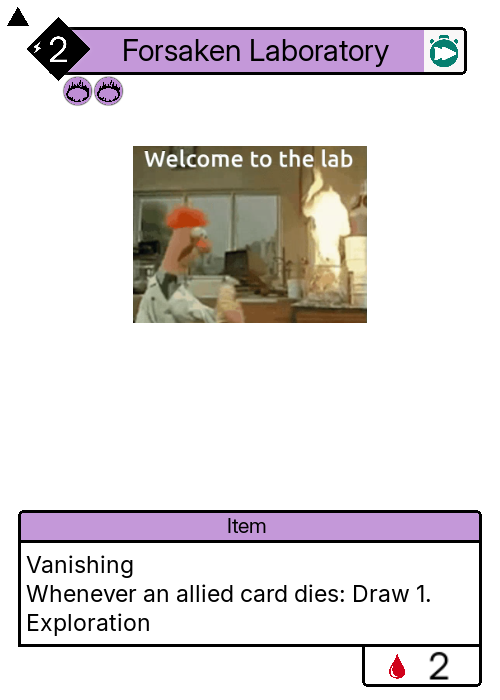 2
Forsaken Laboratory
Welcome to the lab
Item
Vanishing
Whenever an allied card dies: Draw 1.
Exploration
2